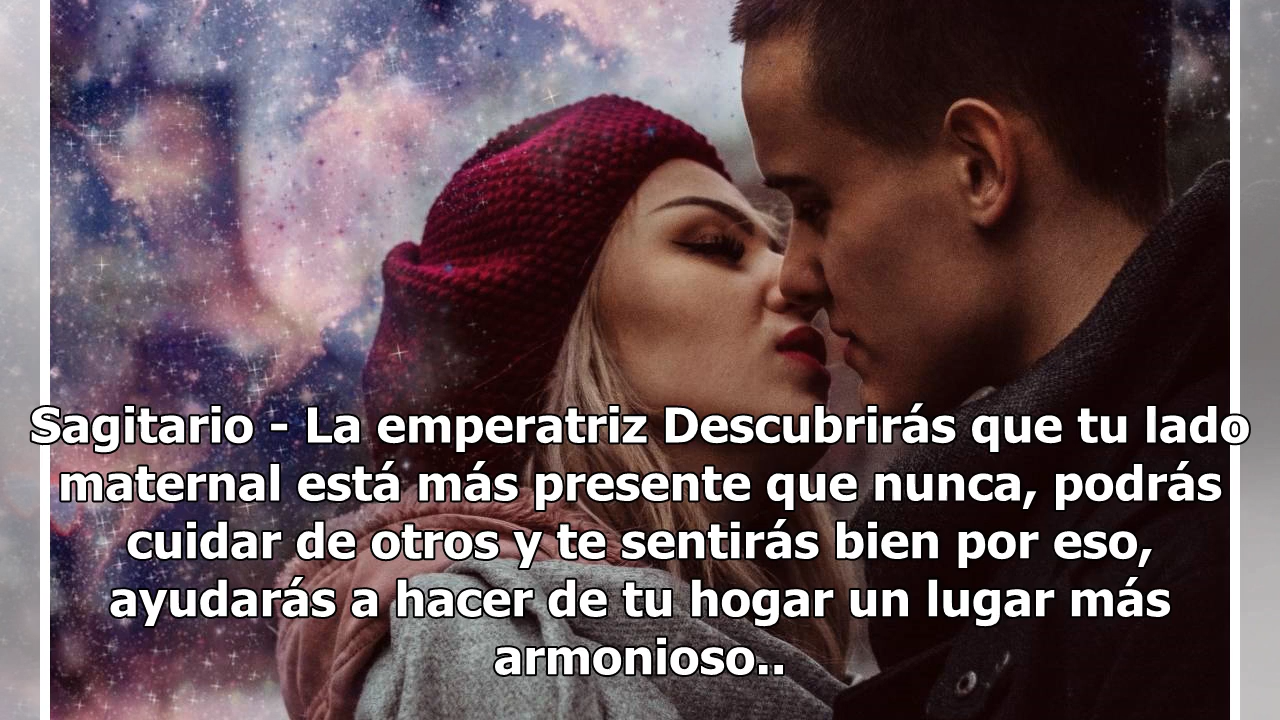 Sagitario - La emperatriz Descubrirás que tu lado
maternal está más presente que nunca, podrás
cuidar de otros y te sentirás bien por eso,
ayudarás a hacer de tu hogar un lugar más
armonioso..